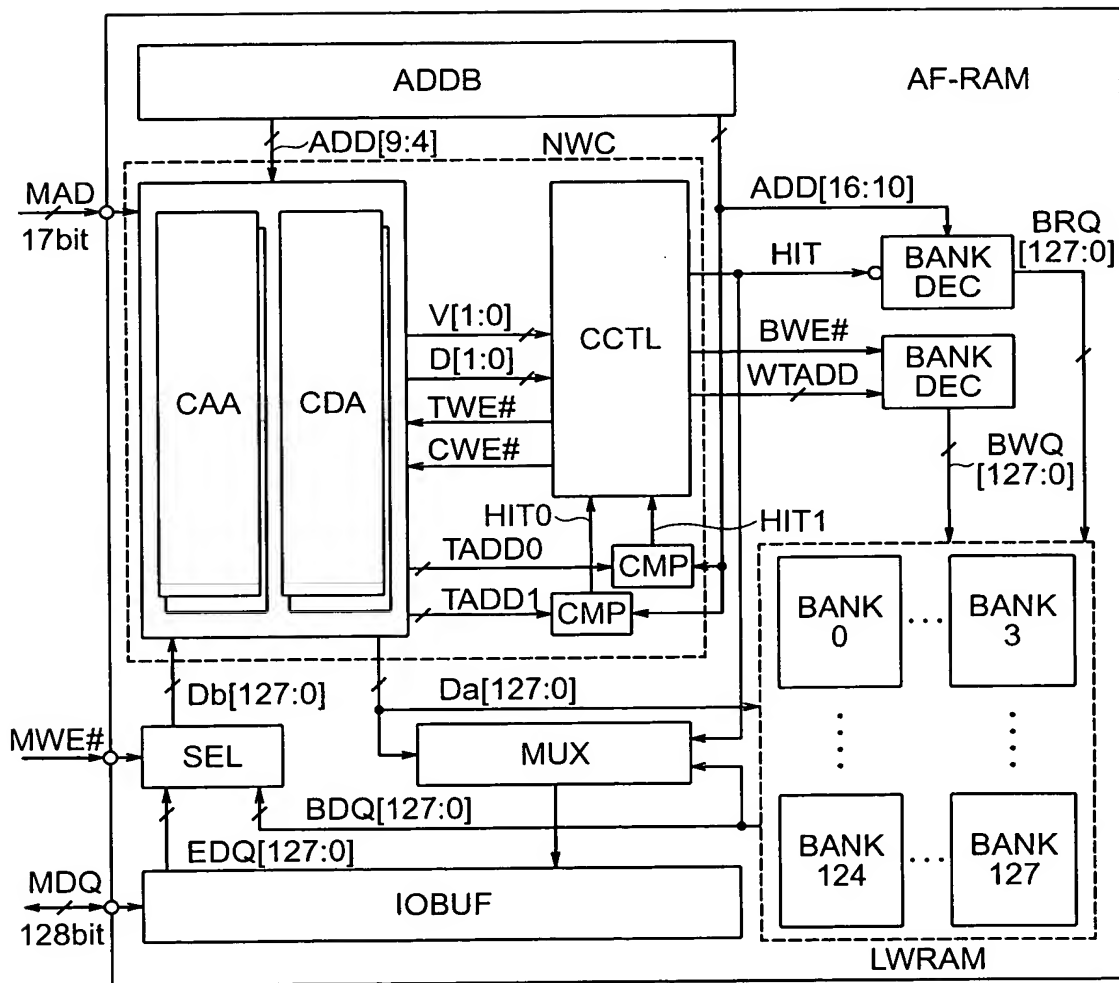 ADDB
AF-RAM
ADD[9:4]
NWC
MAD
17bit
ADD[16:10]
BRQ
[127:0]
HIT
BANK
DEC
V[1:0]
D[1:0]
TWE#
CWE#
CAA
CDA
CCTL
BWE#
WTADD
BANK
DEC
BWQ
[127:0]
HIT0
HIT1
TADD0
CMP
TADD1
CMP
BANK
0
BANK
3
Db[127:0]
Da[127:0]
MWE#
SEL
MUX
BDQ[127:0]
EDQ[127:0]
BANK
124
BANK
127
MDQ
128bit
IOBUF
LWRAM